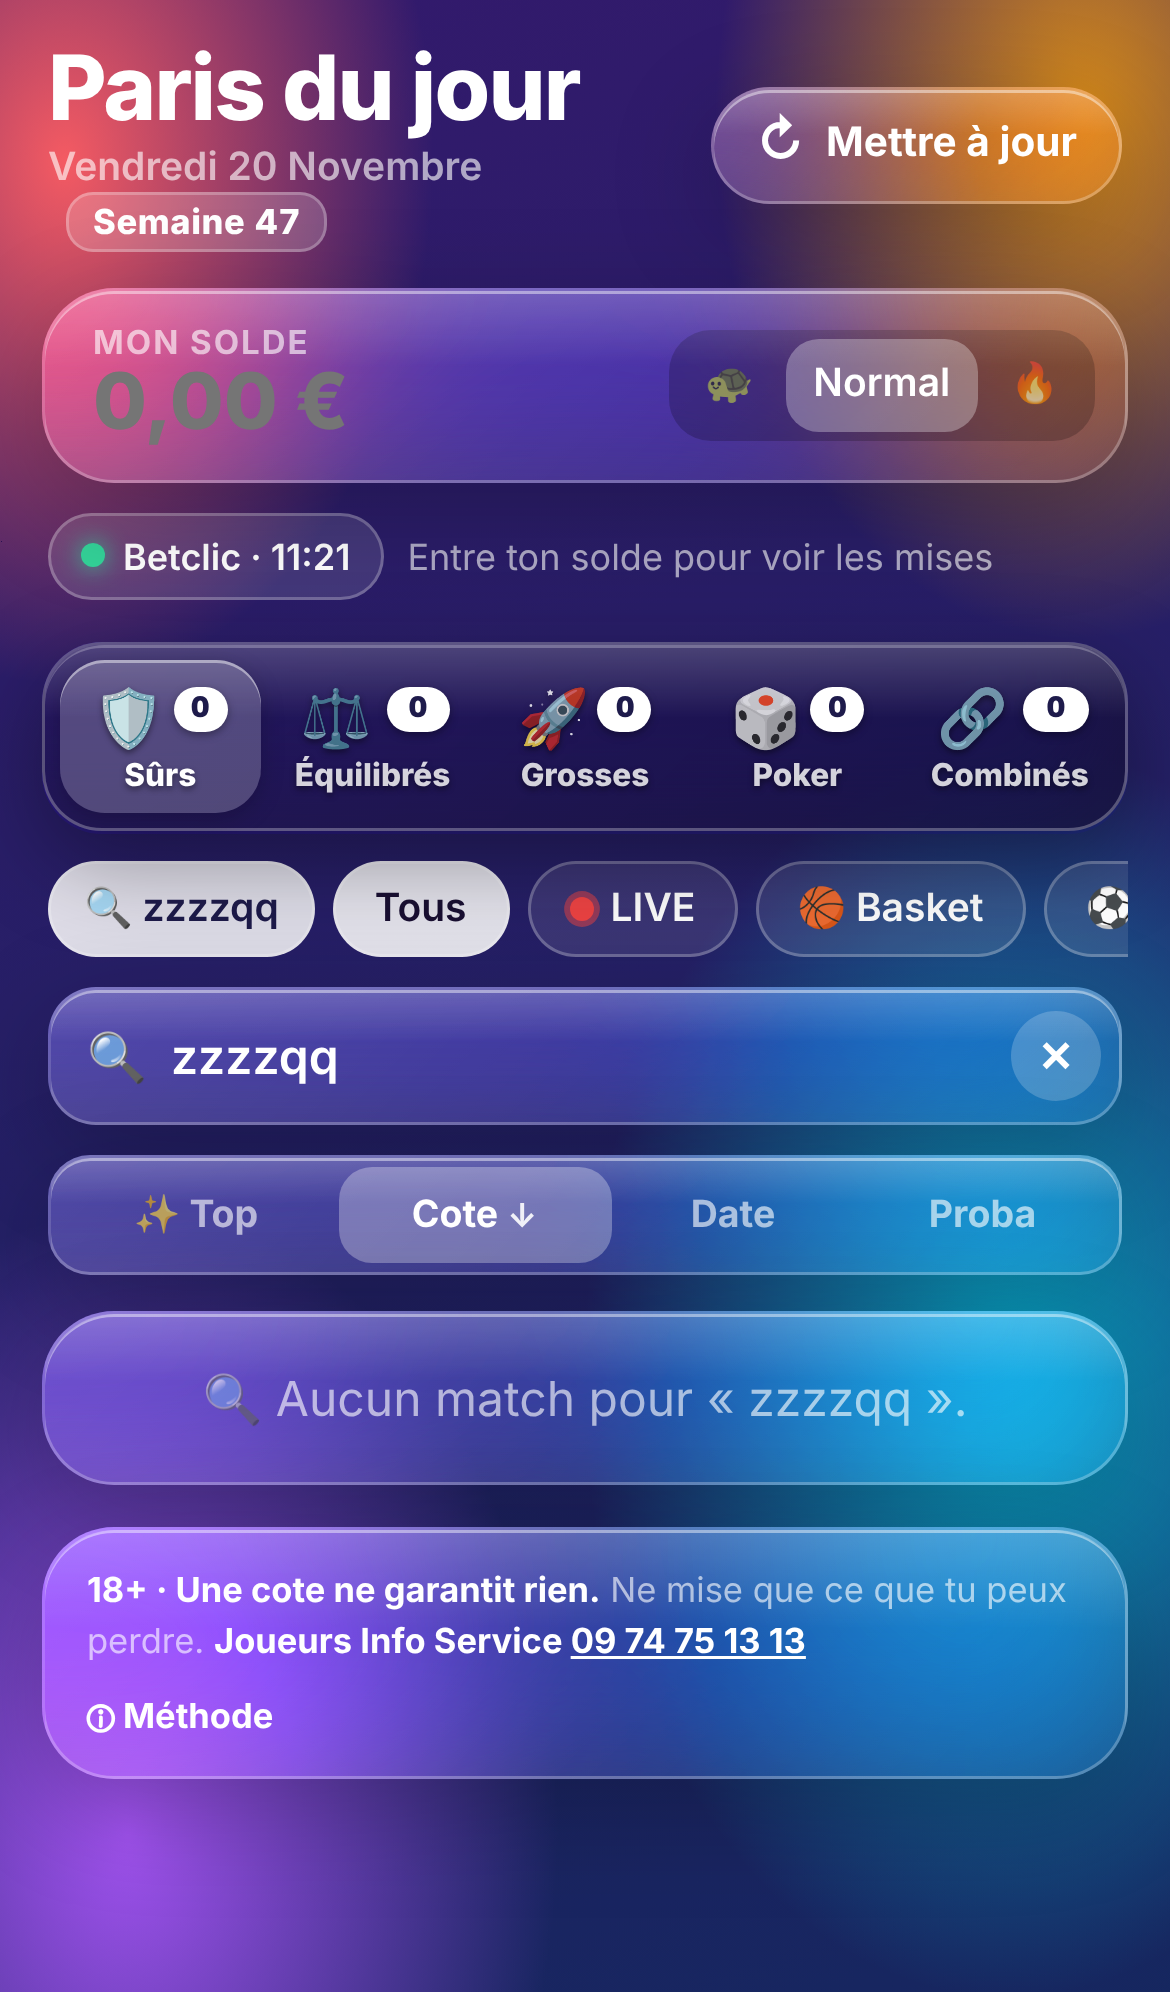 Paris du jour
Vendredi 20 Novembre
Semaine 47
Mettre à jour
MON SOLDE
0,00 €
Normal
Betclic · 11:21
Entre ton solde pour voir les mises
0 0 0 0 0
Sûrs Équilibrés Grosses Poker Combinés
zzzzqq Tous LIVE Basket
zzzzqq
Top Cote ↓ Date Proba
Aucun match pour « zzzzqq ».
18+ · Une cote ne garantit rien. Ne mise que ce que tu peux
perdre. Joueurs Info Service 09 74 75 13 13
Méthode